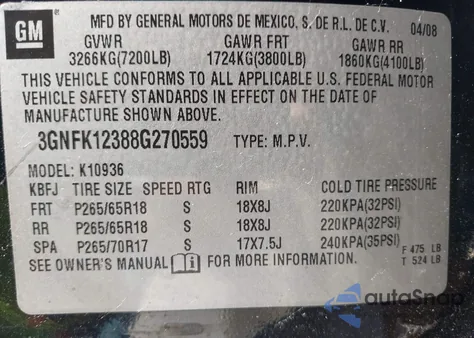 GM
MFD BY GENERAL MOTORS DE MEXICO, S. DE R.L. DE C.V. 04/08
GVWR GAWR FRT GAWR RR
3266KG(7200LB) 1724KG(3800LB) 1860KG(4100LB)
THIS VEHICLE CONFORMS TO ALL APPLICABLE U.S. FEDERAL MOTOR
VEHICLE SAFETY STANDARDS IN EFFECT ON THE DATE OF
MANUFACTURE SHOWN ABOVE.
3GNFK12388G270559 TYPE: M.P.V.
MODEL: K10936
KBFJ TIRE SIZE SPEED RTG RIM COLD TIRE PRESSURE
FRT P265/65R18 S 18X8J 220KPA(32PSI)
RR P265/65R18 S 18X8J 220KPA(32PSI)
SPA P265/70R17 S 17X7.5J 240KPA(35PSI)
SEE OWNER'S MANUAL i FOR MORE INFORMATION.
F 475 LB
T 524 LB
autoSnap